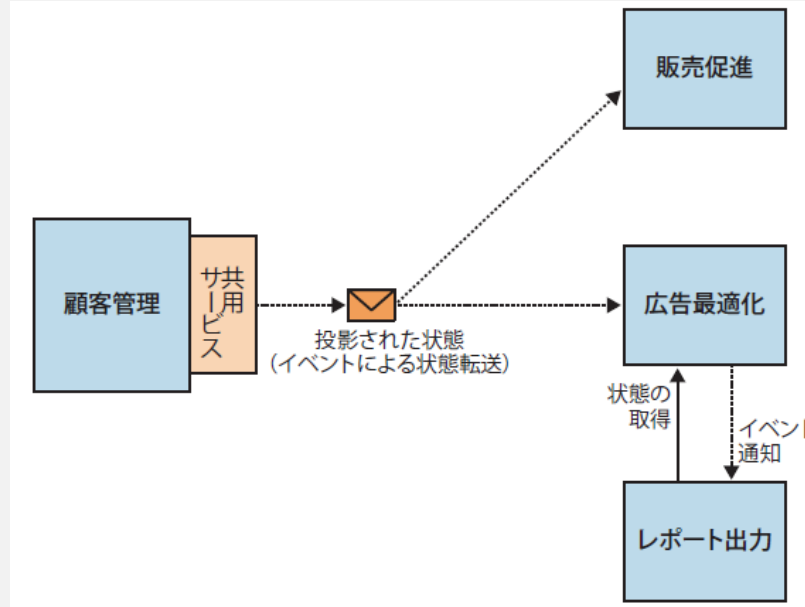 販売促進
顧客管理
共用
サービス
投影された状態
（イベントによる状態転送）
広告最適化
状態の
取得
イベント
通知
レポート出力